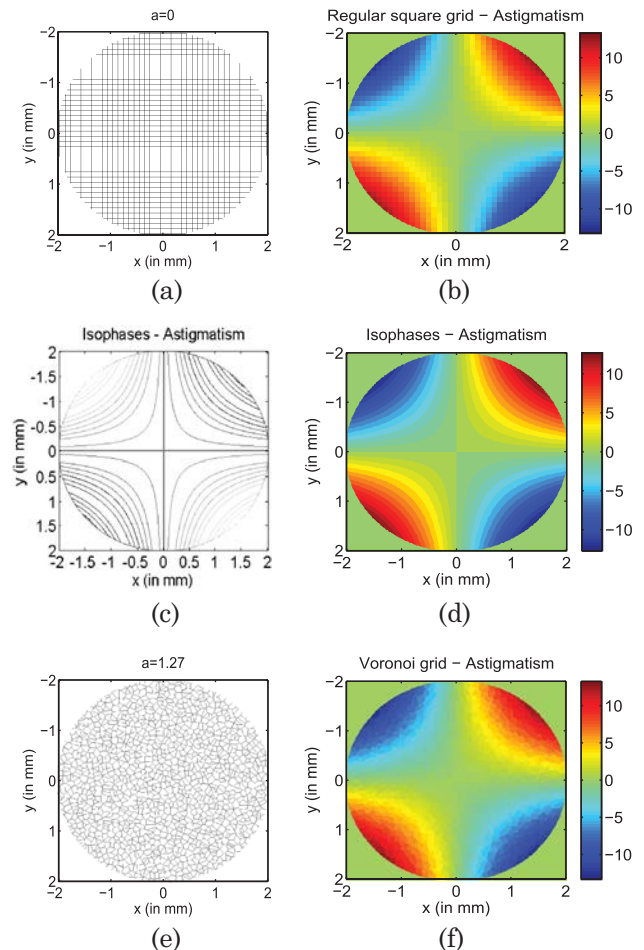 a=0
−2
−1
0
1
2
y (in mm)
−2 −1 0 1 2
x (in mm)
(a)
Regular square grid − Astigmatism
−2
−1
0
1
2
y (in mm)
−2 −1 0 1 2
x (in mm)
10
5
0
−5
−10
(b)
Isophases - Astigmatism
2
-1.5
-1
-0.5
0
0.5
1
1.5
2
y (in mm)
-2 -1.5 -1 -0.5 0 0.5 1 1.5 2
x (in mm)
(c)
Isophases − Astigmatism
−2
−1
0
1
2
y (in mm)
−2 −1 0 1 2
x (in mm)
10
5
0
−5
−10
(d)
a=1.27
−2
−1
0
1
2
y (in mm)
−2 −1 0 1 2
x (in mm)
(e)
Voronoi grid − Astigmatism
−2
−1
0
1
2
y (in mm)
−2 −1 0 1 2
x (in mm)
10
5
0
−5
−10
(f)